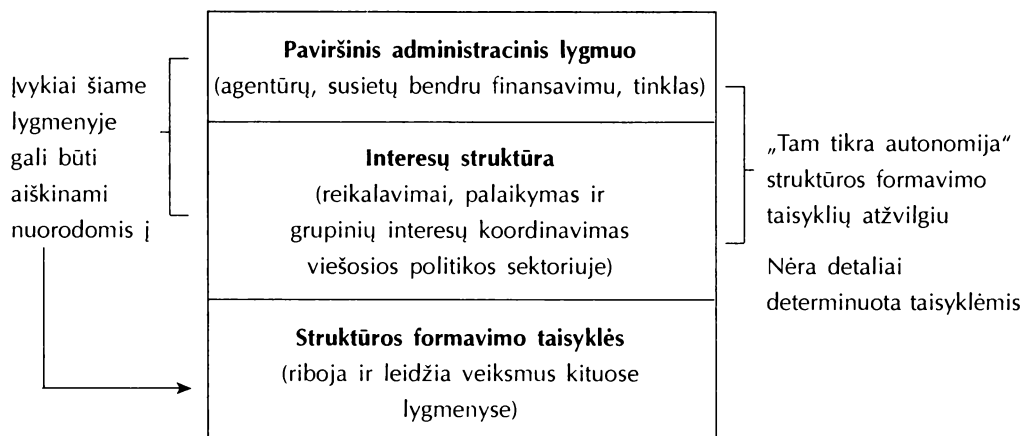 Įvykiai šiame
lygmenyje
gali būti
aiškinami
nuorodomis į
Paviršinis administracinis lygmuo
(agentūrų, susietų bendru finansavimu, tinklas)
Interesų struktūra
(reikalavimai, palaikymas ir
grupinių interesų koordinavimas
viešosios politikos sektoriuje)
Struktūros formavimo taisyklės
(riboja ir leidžia veiksmus kituose
lygmenyse)
„Tam tikra autonomija“
struktūros formavimo
taisyklių atžvilgiu
Nėra detaliai
determinuota taisyklėmis